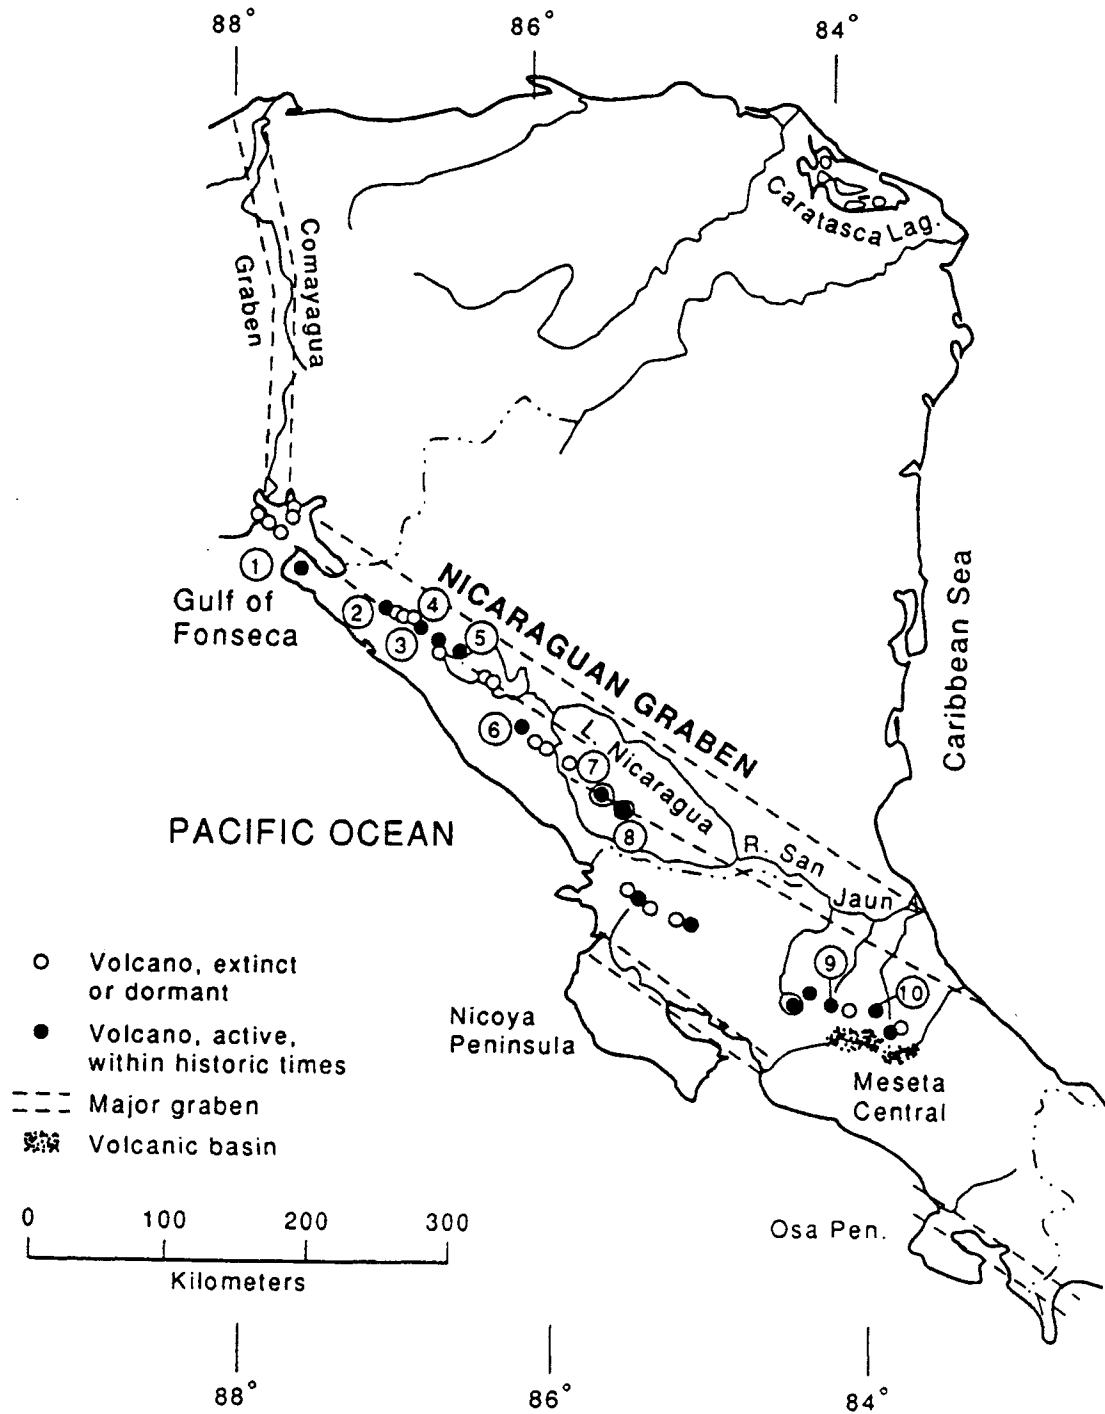 88°
86°
84°
Caratasca Lag.
Comayagua
Graben
1
Gulf of
Fonseca
2
3
4
5
NICARAGUAN GRABEN
6
7
L. Nicaragua
8
Caribbean Sea
PACIFIC OCEAN
R. San
Jaun
9
10
Volcano, extinct
or dormant
Volcano, active,
within historic times
Major graben
Volcanic basin
Nicoya
Peninsula
Meseta
Central
0 100 200 300
Kilometers
Osa Pen.
88°
86°
84°